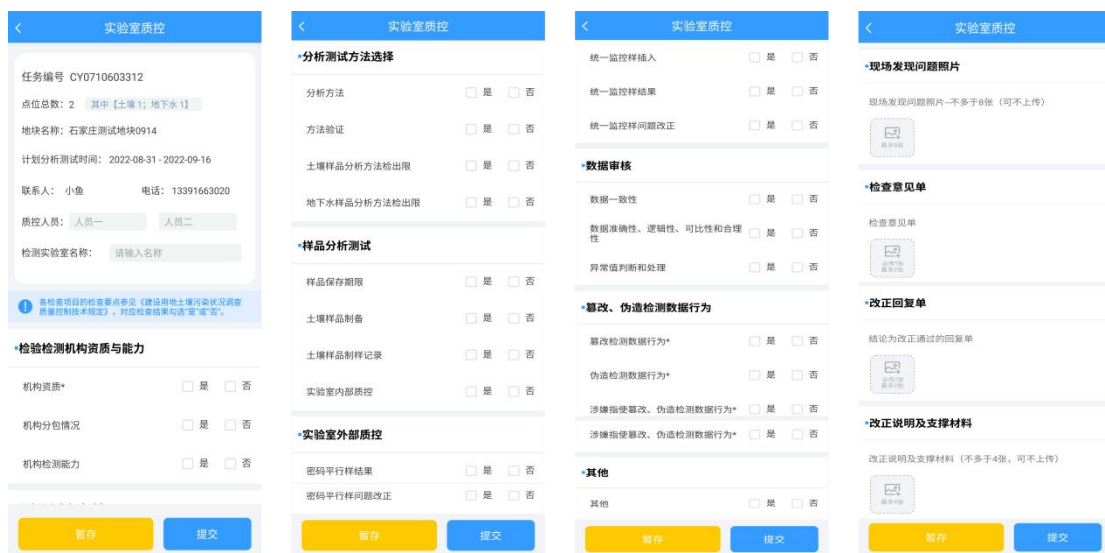 实验室质控
任务编号 CY0710603312
点位总数：2 其中【土壤1；地下水1】
地块名称：石家庄测试地块0914
计划分析测试时间： 2022-08-31 - 2022-09-16
联系人： 小鱼 电话： 13391663020
质控人员： 人员一 人员二
检测实验室名称： 请输入名称
各检查项目的检查要点参见《建设用地土壤污染状况调查
质量控制技术规定》，对应检查结果勾选“是”或“否”。
检验检测机构资质与能力
机构资质* 是 否
机构分包情况 是 否
机构检测能力 是 否
暂存 提交
实验室质控
分析测试方法选择
分析方法 是 否
方法验证 是 否
土壤样品分析方法检出限 是 否
地下水样品分析方法检出限 是 否
样品分析测试
样品保存期限 是 否
土壤样品制备 是 否
土壤样品制样记录 是 否
实验室内部质控 是 否
实验室外部质控
密码平行样结果 是 否
密码平行样问题改正 是 否
暂存 提交
实验室质控
统一监控样插入 是 否
统一监控样结果 是 否
统一监控样问题改正 是 否
数据审核
数据一致性 是 否
数据准确性、逻辑性、可比性和合理
性 是 否
异常值判断和处理 是 否
篡改、伪造检测数据行为
篡改检测数据行为* 是 否
伪造检测数据行为* 是 否
涉嫌指使篡改、伪造检测数据行为* 是 否
涉嫌指使篡改、伪造检测数据行为* 是 否
其他
其他 是 否
暂存 提交
实验室质控
现场发现问题照片
现场发现问题照片--不多于8张（可不上传）
最多8张
检查意见单
检查意见单
必传1张
最多2张
改正回复单
结论为改正通过的回复单
必传1张
最多2张
改正说明及支撑材料
改正说明及支撑材料（不多于4张，可不上传）
最多4张
暂存 提交